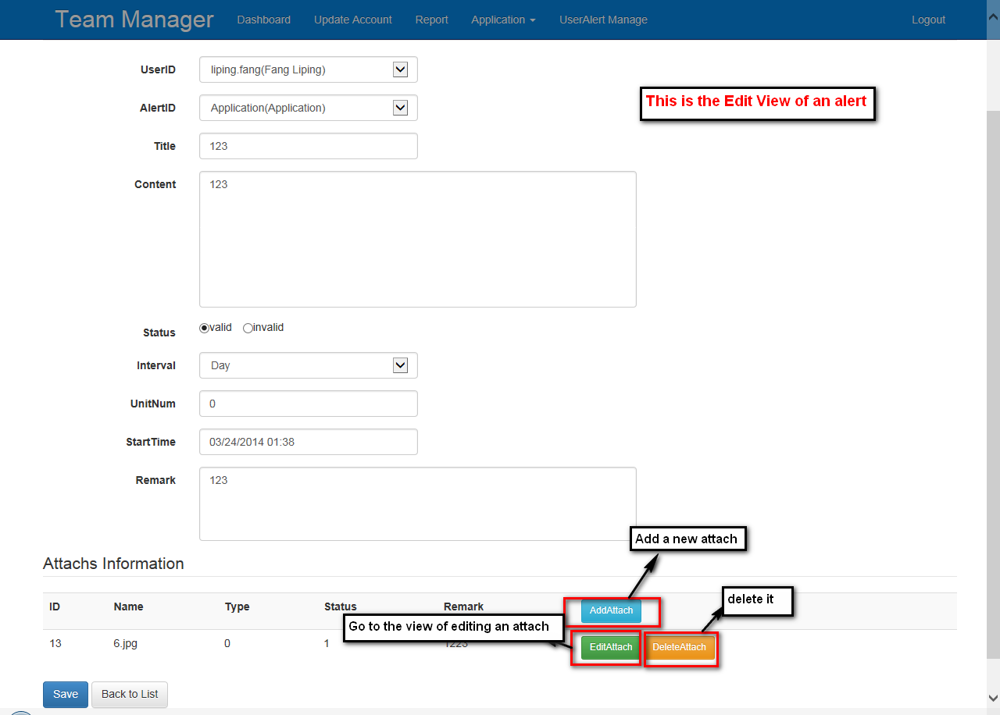 Team Manager Dashboard Update Account Report Application UserAlert Manage Logout
UserID liping.fang(Fang Liping)
This is the Edit View of an alert
AlertID Application(Application)
Title 123
Content 123
Status valid invalid
Interval Day
UnitNum 0
StartTime 03/24/2014 01:38
Remark 123
Add a new attach
Attachs Information
delete it
ID Name Type Status Remark AddAttach
Go to the view of editing an attach
13 6.jpg 0 1 1223 EditAttach DeleteAttach
Save Back to List